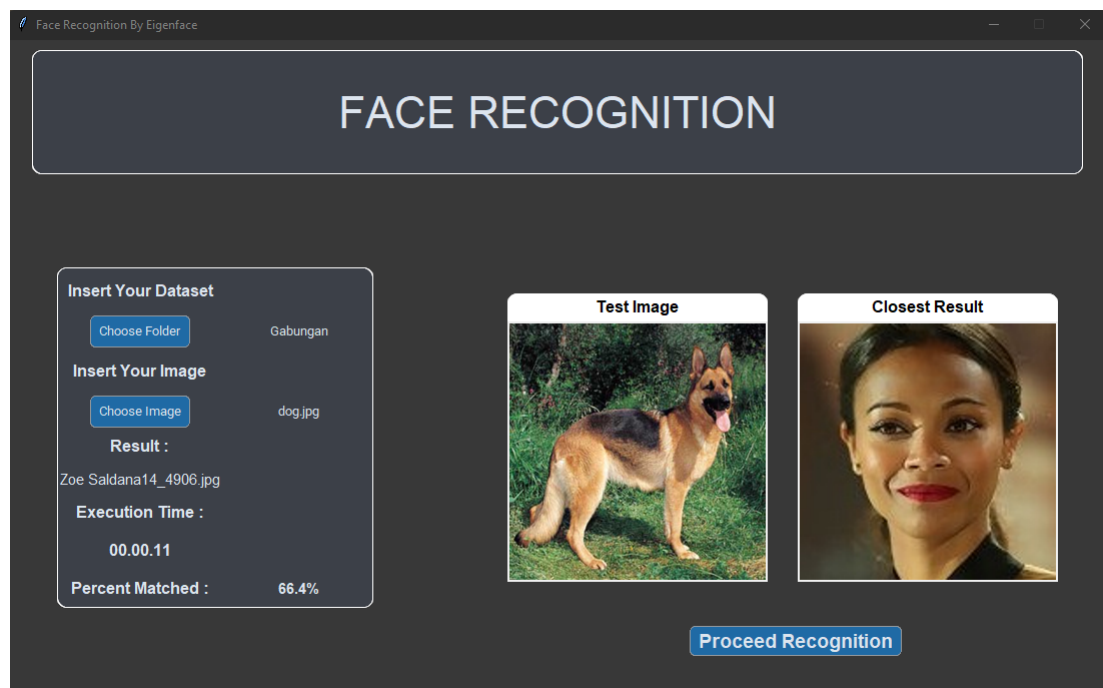 Face Recognition By Eigenface
FACE RECOGNITION
Insert Your Dataset
Choose Folder Gabungan
Insert Your Image
Choose Image dog.jpg
Result :
Zoe Saldana14_4906.jpg
Execution Time :
00.00.11
Percent Matched : 66.4%
Test Image
Closest Result
Proceed Recognition